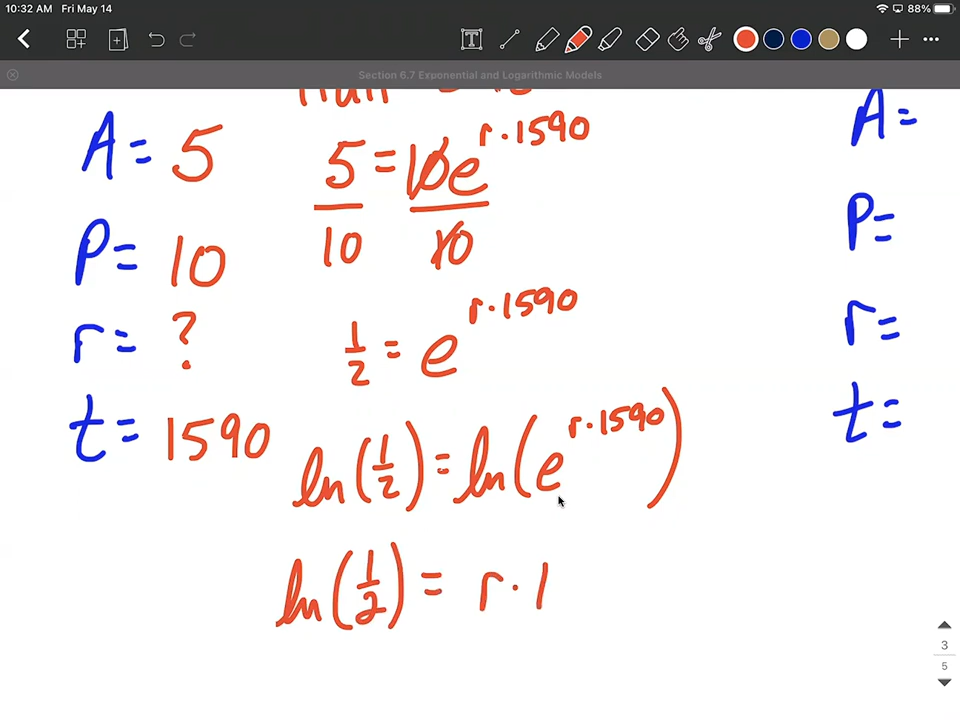 10:32 AM Fri May 14
88%
Section 6.7 Exponential and Logarithmic Models
A = 5
5 = 10e^(r·1590)
10 10
P = 10
r = ?
1/2 = e^(r·1590)
t = 1590
ln(1/2) = ln(e^(r·1590))
ln(1/2) = r·1
A =
P =
r =
t =
3
5